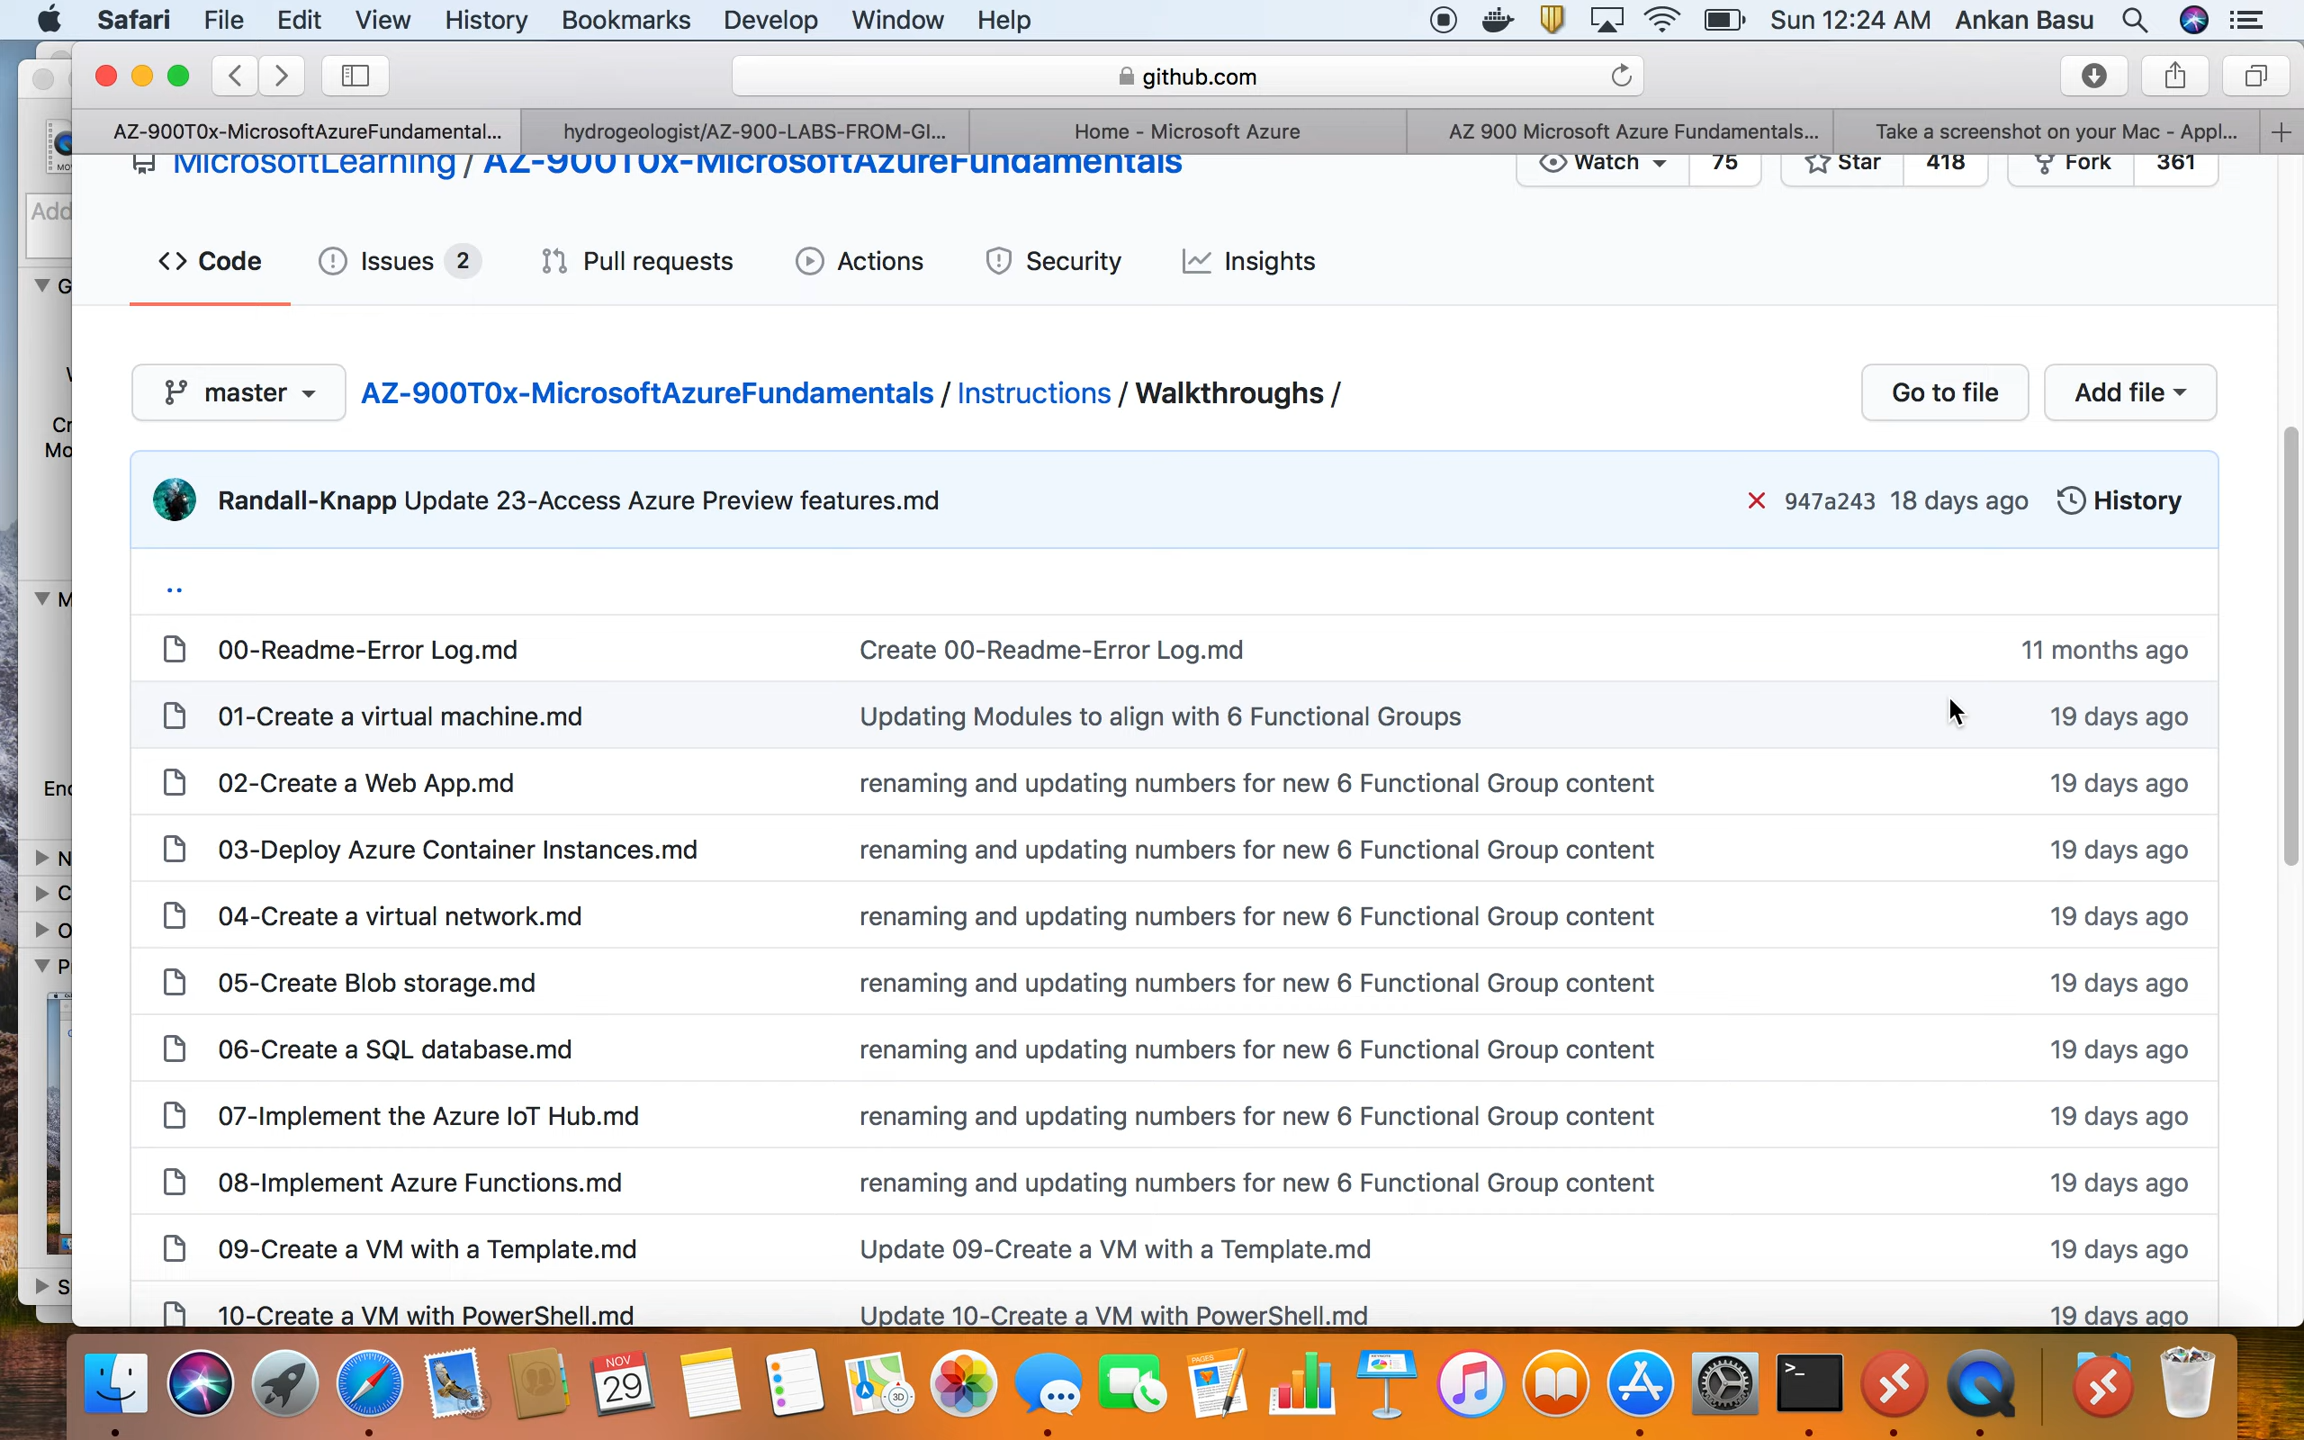 Safari File Edit View History Bookmarks Develop Window Help Sun 12:24 AM Ankan Basu
github.com
AZ-900T0x-MicrosoftAzureFundamental... hydrogeologist/AZ-900-LABS-FROM-GI... Home - Microsoft Azure AZ 900 Microsoft Azure Fundamentals... Take a screenshot on your Mac - Appl...
MicrosoftLearning / AZ-900T0x-MicrosoftAzureFundamentals Watch 75 Star 418 Fork 361
Add
<> Code Issues 2 Pull requests Actions Security Insights
master AZ-900T0x-MicrosoftAzureFundamentals / Instructions / Walkthroughs / Go to file Add file
Randall-Knapp Update 23-Access Azure Preview features.md 947a243 18 days ago History
..
00-Readme-Error Log.md Create 00-Readme-Error Log.md 11 months ago
01-Create a virtual machine.md Updating Modules to align with 6 Functional Groups 19 days ago
02-Create a Web App.md renaming and updating numbers for new 6 Functional Group content 19 days ago
03-Deploy Azure Container Instances.md renaming and updating numbers for new 6 Functional Group content 19 days ago
04-Create a virtual network.md renaming and updating numbers for new 6 Functional Group content 19 days ago
05-Create Blob storage.md renaming and updating numbers for new 6 Functional Group content 19 days ago
06-Create a SQL database.md renaming and updating numbers for new 6 Functional Group content 19 days ago
07-Implement the Azure IoT Hub.md renaming and updating numbers for new 6 Functional Group content 19 days ago
08-Implement Azure Functions.md renaming and updating numbers for new 6 Functional Group content 19 days ago
09-Create a VM with a Template.md Update 09-Create a VM with a Template.md 19 days ago
10-Create a VM with PowerShell.md Update 10-Create a VM with PowerShell.md 19 days ago
NOV
29
3D
PAGES